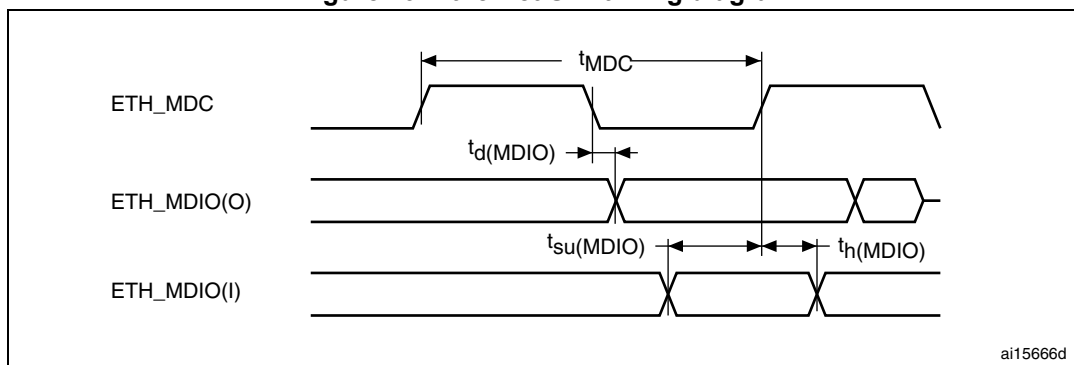 tMDC
ETH_MDC
td(MDIO)
ETH_MDIO(O)
tsu(MDIO)
th(MDIO)
ETH_MDIO(I)
ai15666d